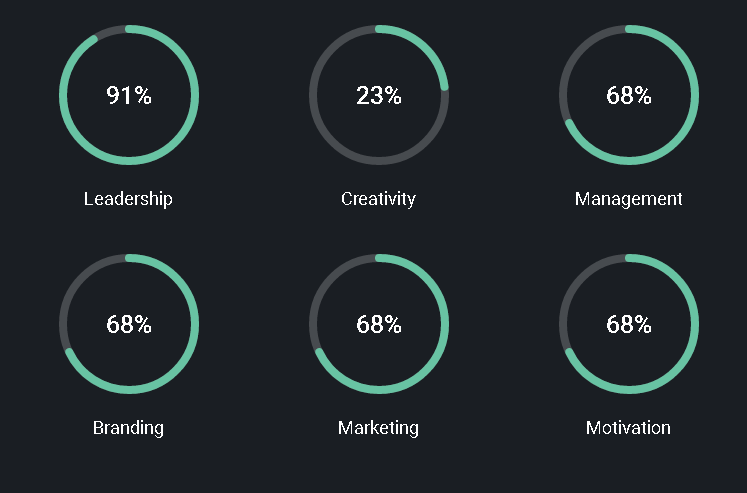 91%
23%
68%
Leadership
Creativity
Management
68%
68%
68%
Branding
Marketing
Motivation